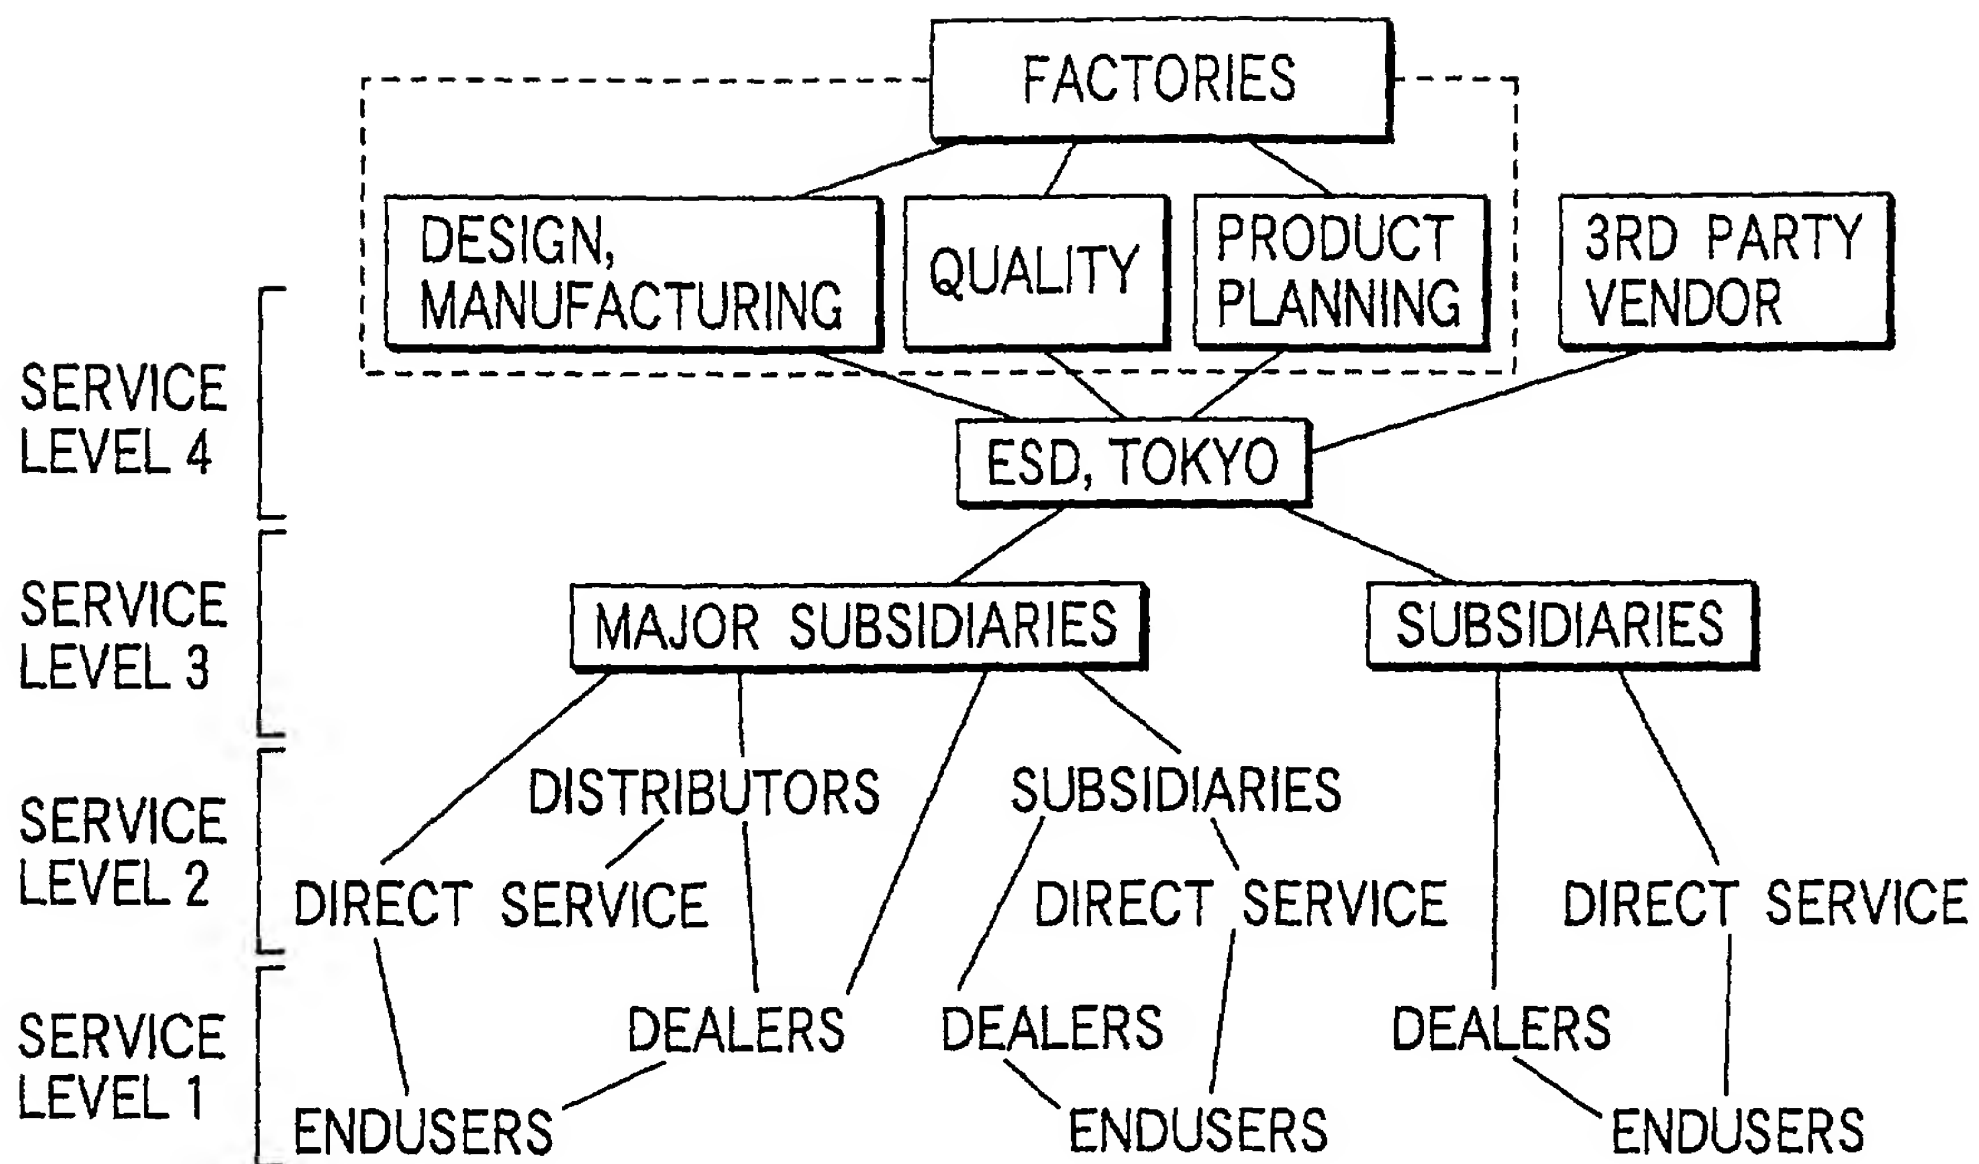 FACTORIES
DESIGN,
MANUFACTURING
QUALITY
PRODUCT
PLANNING
3RD PARTY
VENDOR
SERVICE
LEVEL 4
ESD, TOKYO
SERVICE
LEVEL 3
MAJOR SUBSIDIARIES
SUBSIDIARIES
SERVICE
LEVEL 2
DISTRIBUTORS
SUBSIDIARIES
DIRECT SERVICE
DIRECT SERVICE
DIRECT SERVICE
SERVICE
LEVEL 1
DEALERS
DEALERS
DEALERS
ENDUSERS
ENDUSERS
ENDUSERS